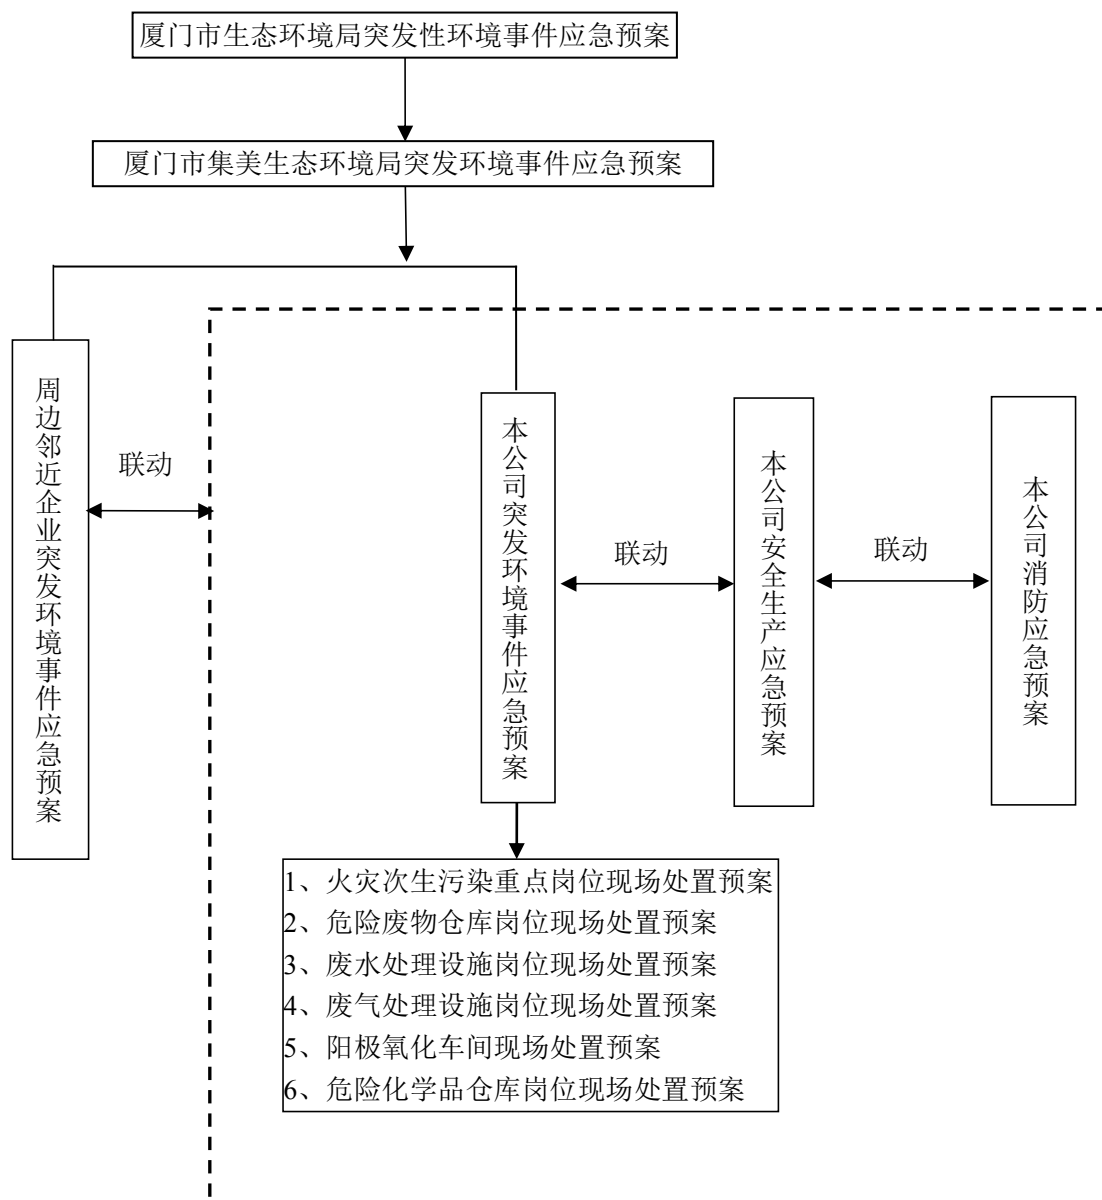 厦门市生态环境局突发性环境事件应急预案
厦门市集美生态环境局突发环境事件应急预案
周边邻近企业突发环境事件应急预案
联动
本公司突发环境事件应急预案
联动
本公司安全生产应急预案
联动
本公司消防应急预案
1、火灾次生污染重点岗位现场处置预案
2、危险废物仓库岗位现场处置预案
3、废水处理设施岗位现场处置预案
4、废气处理设施岗位现场处置预案
5、阳极氧化车间现场处置预案
6、危险化学品仓库岗位现场处置预案